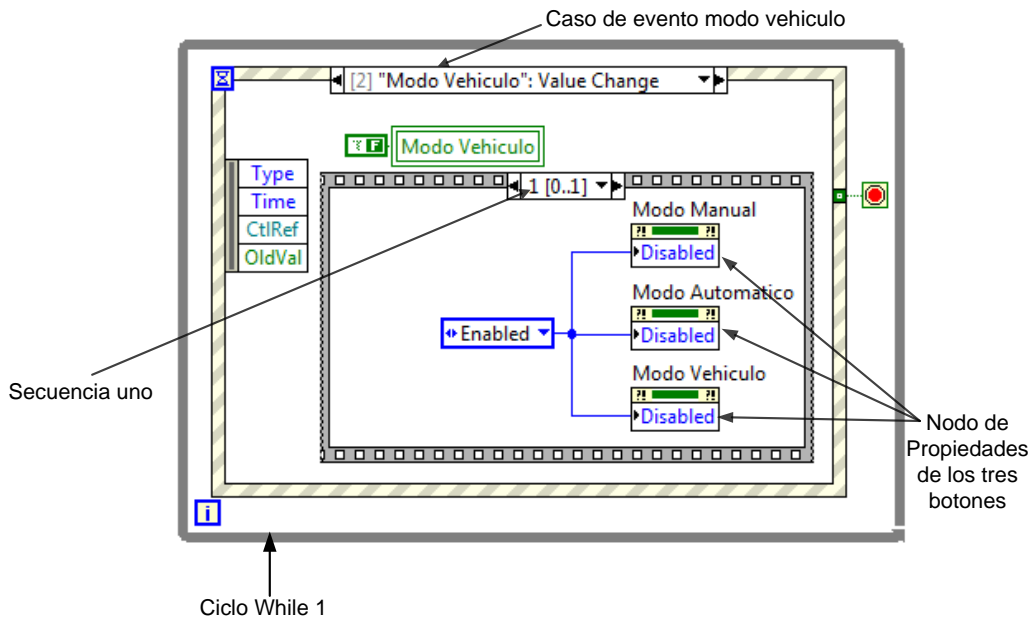 Caso de evento modo vehiculo
[2] "Modo Vehiculo": Value Change
F
Modo Vehiculo
Type
Time
CtlRef
OldVal
1 [0..1]
Modo Manual
?! ?!
Disabled
Modo Automatico
?! ?!
Disabled
Enabled
Modo Vehiculo
?! ?!
Disabled
Secuencia uno
Nodo de
Propiedades
de los tres
botones
i
Ciclo While 1